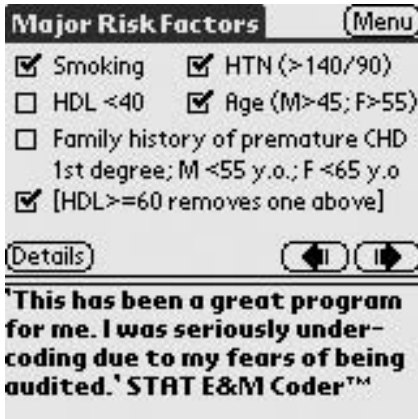 Major Risk Factors (Menu)
Smoking HTN (>140/90)
HDL <40 Age (M>45; F>55)
Family history of premature CHD
1st degree; M <55 y.o.; F <65 y.o
[HDL>=60 removes one above]
Details
'This has been a great program
for me. I was seriously under-
coding due to my fears of being
audited.' STAT E&M Coder™